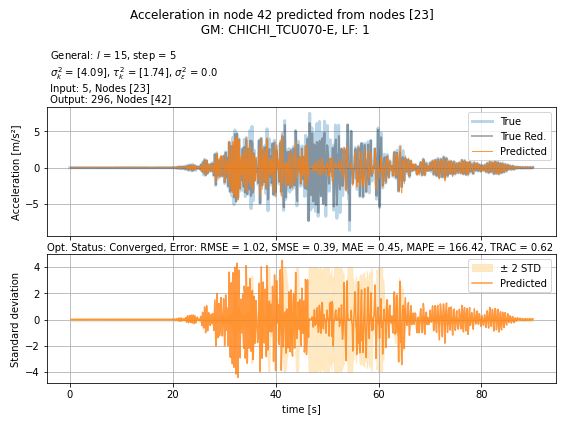 Acceleration in node 42 predicted from nodes [23]
GM: CHICHI_TCU070-E, LF: 1
General: l = 15, step = 5
σ²ₖ = [4.09], τ²ₖ = [1.74], σ²ε = 0.0
Input: 5, Nodes [23]
Output: 296, Nodes [42]
Acceleration [m/s²]
5
0
−5
True
True Red.
Predicted
Opt. Status: Converged, Error: RMSE = 1.02, SMSE = 0.39, MAE = 0.45, MAPE = 166.42, TRAC = 0.62
Standard deviation
4
2
0
−2
−4
± 2 STD
Predicted
0 20 40 60 80
time [s]